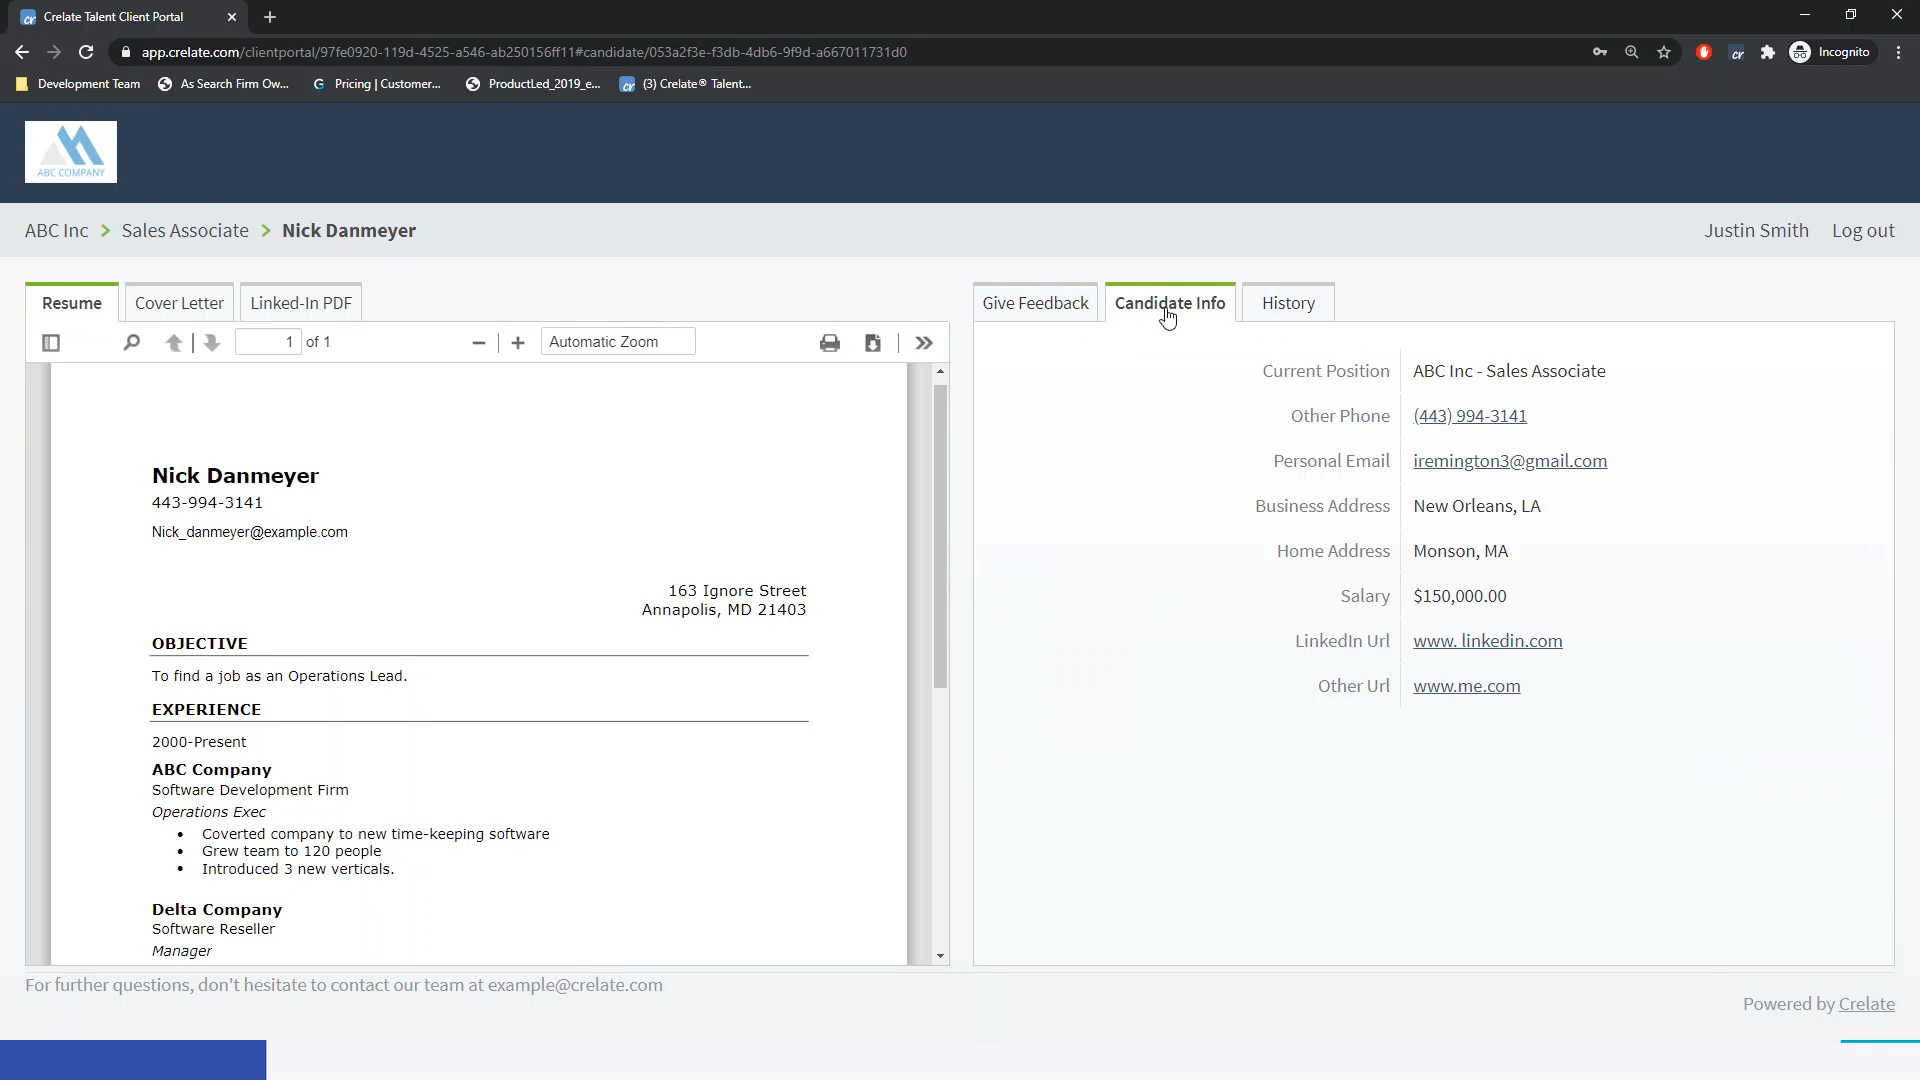 Crelate Talent Client Portal
app.crelate.com/clientportal/97fe0920-119d-4525-a546-ab250156ff11#candidate/053a2f3e-f3db-4db6-9f9d-a667011731d0
Incognito
Development Team
As Search Firm Ow...
Pricing | Customer...
ProductLed_2019_e...
(3) Crelate® Talent...
ABC COMPANY
ABC Inc > Sales Associate > Nick Danmeyer
Justin Smith
Log out
Resume
Cover Letter
Linked-In PDF
1 of 1
Automatic Zoom
Nick Danmeyer
443-994-3141
Nick_danmeyer@example.com
163 Ignore Street
Annapolis, MD 21403
OBJECTIVE
To find a job as an Operations Lead.
EXPERIENCE
2000-Present
ABC Company
Software Development Firm
Operations Exec
• Coverted company to new time-keeping software
• Grew team to 120 people
• Introduced 3 new verticals.
Delta Company
Software Reseller
Manager
Give Feedback
Candidate Info
History
Current Position ABC Inc - Sales Associate
Other Phone (443) 994-3141
Personal Email iremington3@gmail.com
Business Address New Orleans, LA
Home Address Monson, MA
Salary $150,000.00
LinkedIn Url www. linkedin.com
Other Url www.me.com
For further questions, don't hesitate to contact our team at example@crelate.com
Powered by Crelate